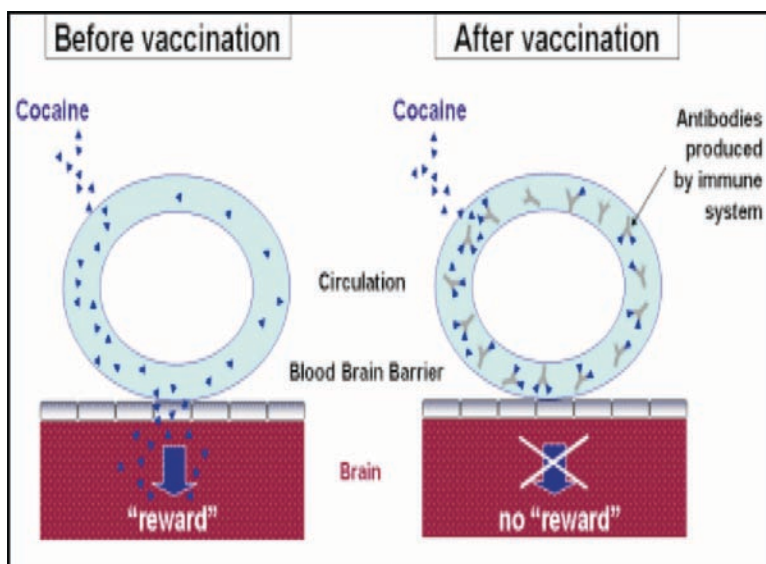 Before vaccination
After vaccination
Cocaine
Cocaine
Antibodies
produced
by immune
system
Circulation
Blood Brain Barrier
Brain
“reward”
no “reward”